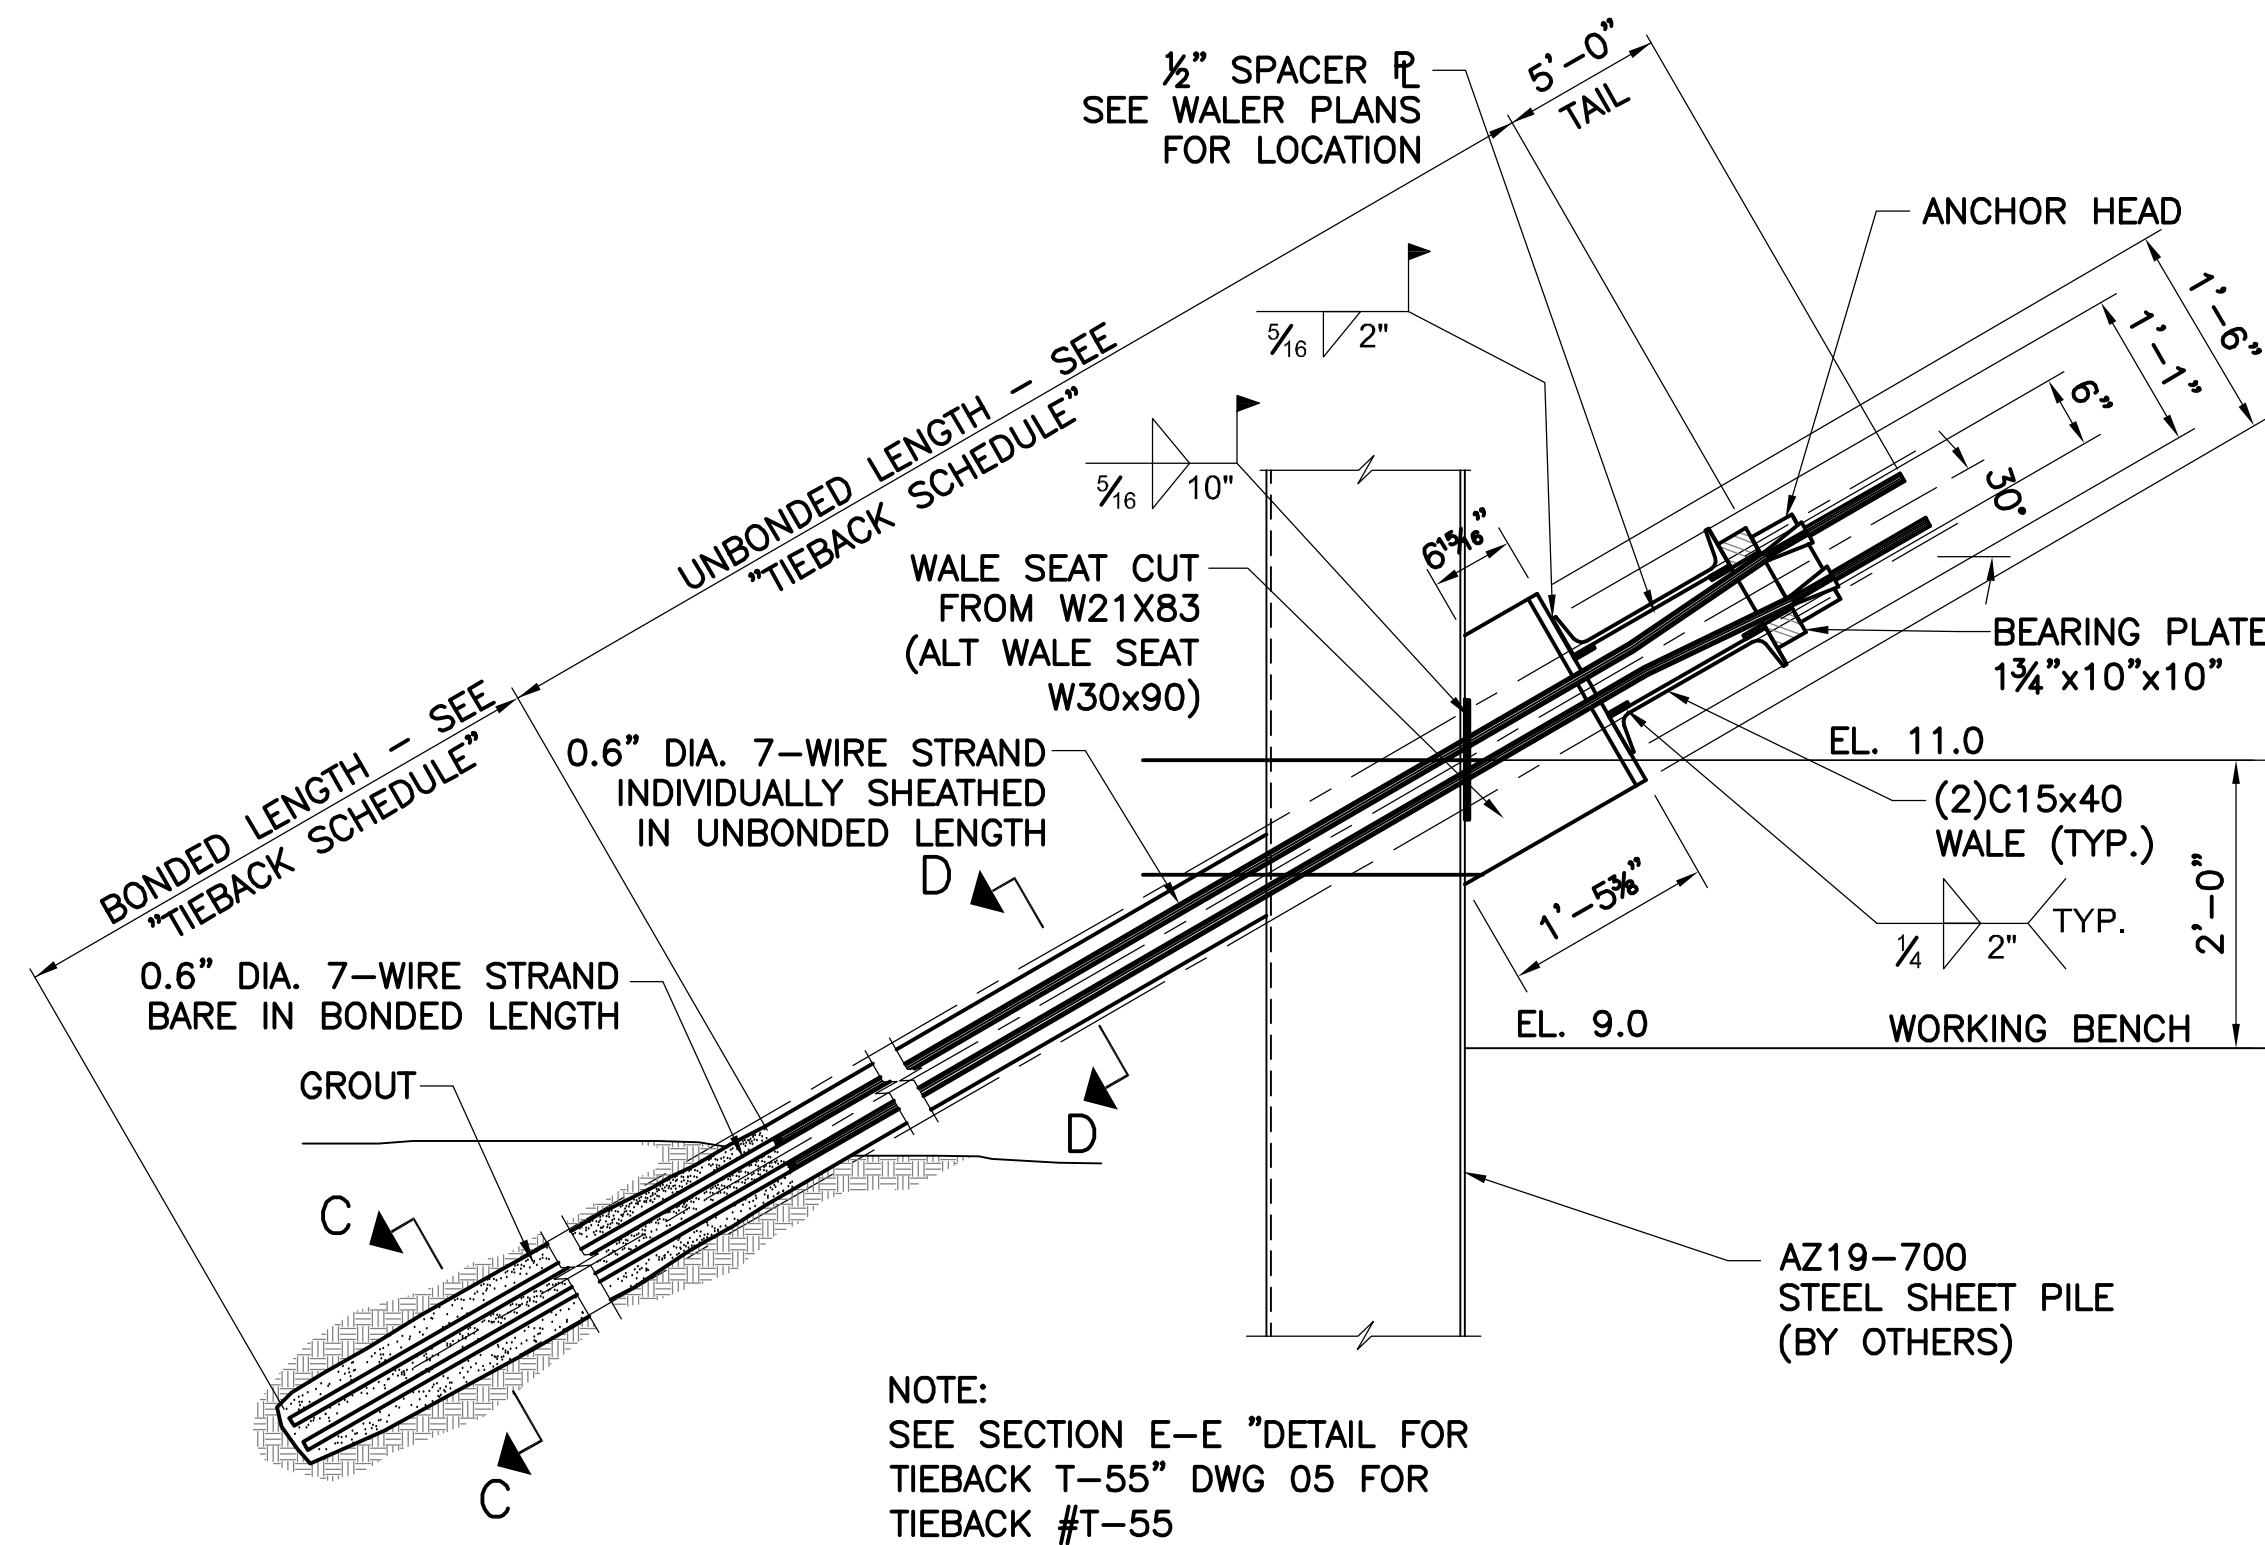 ½” SPACER PL
SEE WALER PLANS
FOR LOCATION
5’-0”
TAIL
ANCHOR HEAD
1’-6”
1’-1”
6”
30°
5/16 2"
5/16 10"
UNBONDED LENGTH - SEE
”TIEBACK SCHEDULE”
6 15/16”
WALE SEAT CUT
FROM W21X83
(ALT WALE SEAT
W30x90)
BEARING PLATE
1¾”x10”x10”
BONDED LENGTH - SEE
”TIEBACK SCHEDULE”
0.6” DIA. 7-WIRE STRAND
INDIVIDUALLY SHEATHED
IN UNBONDED LENGTH
EL. 11.0
(2)C15x40
WALE (TYP.)
D
1’-5⅜”
1/4 2" TYP.
2’-0”
0.6” DIA. 7-WIRE STRAND
BARE IN BONDED LENGTH
EL. 9.0
WORKING BENCH
GROUT
D
C
AZ19-700
STEEL SHEET PILE
(BY OTHERS)
C
NOTE:
SEE SECTION E-E ”DETAIL FOR
TIEBACK T-55” DWG 05 FOR
TIEBACK #T-55